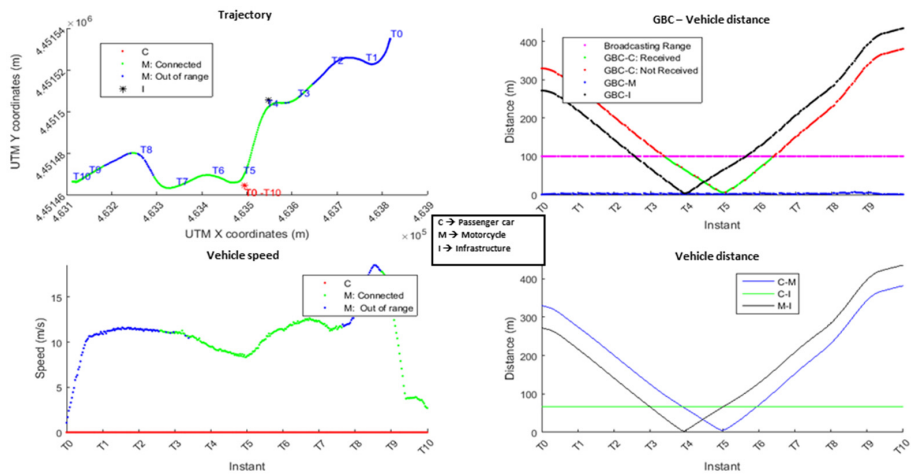 Trajectory
× 10⁶
4.45154
4.45152
4.4515
4.45148
4.45146
UTM Y coordinates (m)
C
M: Connected
M: Out of range
I
T0
T1
T2
T3
T4
T5
T6
T7
T8
T9
T10
T0 -T10
4.631
4.632
4.633
4.634
4.635
4.636
4.637
4.638
4.639
UTM X coordinates (m)
× 10⁵
GBC – Vehicle distance
400
300
200
100
0
Distance (m)
Broadcasting Range
GBC-C: Received
GBC-C: Not Received
GBC-M
GBC-I
T0 T1 T2 T3 T4 T5 T6 T7 T8 T9
Instant
C → Passenger car
M → Motorcycle
I → Infrastructure
Vehicle speed
15
10
5
0
Speed (m/s)
C
M: Connected
M: Out of range
T0 T1 T2 T3 T4 T5 T6 T7 T8 T9 T10
Instant
Vehicle distance
400
300
200
100
0
Distance (m)
C-M
C-I
M-I
T0 T1 T2 T3 T4 T5 T6 T7 T8 T9 T10
Instant